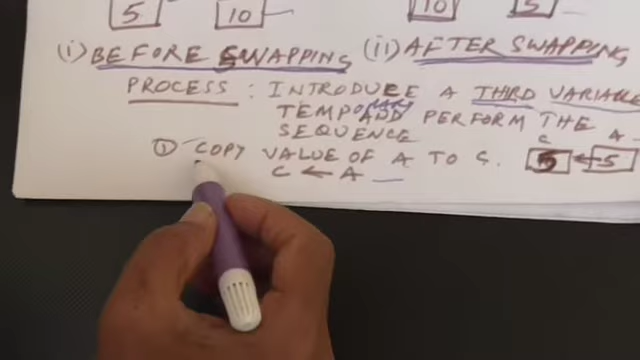 5 10 10 5
(i) BEFORE SWAPPING (ii) AFTER SWAPPING
PROCESS : INTRODUCE A THIRD VARIABLE
AND PERFORM THE
SEQUENCE C A
① COPY VALUE OF A TO C. 5 ← 5
C ← A